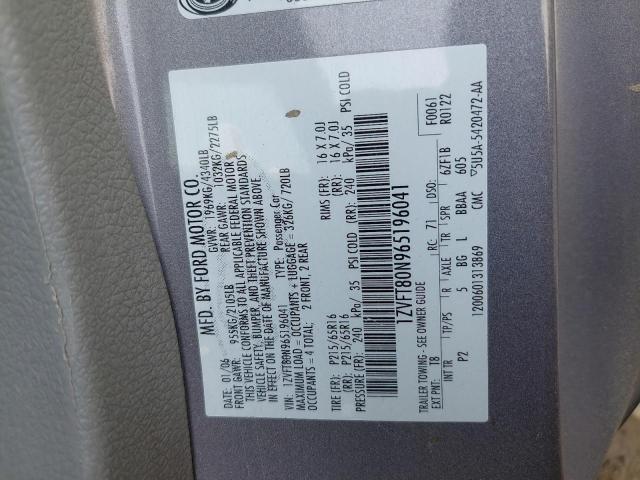 MFD. BY FORD MOTOR CO.
DATE: 01/06 GVWR: 1969KG/4340LB
FRONT GAWR: 955KG/2105LB REAR GAWR: 1032KG/2275LB
THIS VEHICLE CONFORMS TO ALL APPLICABLE FEDERAL MOTOR
VEHICLE SAFETY, BUMPER, AND THEFT PREVENTION STANDARDS
IN EFFECT ON THE DATE OF MANUFACTURE SHOWN ABOVE.
VIN: 1ZVFT80N965196041 TYPE: Passenger Car
MAXIMUM LOAD = OCCUPANTS + LUGGAGE = 326KG/ 720LB
OCCUPANTS = 4 TOTAL; 2 FRONT, 2 REAR
TIRE (FR): P215/65R16 RIMS (FR): 16 X 7.0J
(RR): P215/65R16 (RR): 16 X 7.0J
PRESSURE (FR): 240 kPa/ 35 PSI COLD (RR): 240 kPa/ 35 PSI COLD
1ZVFT80N965196041
TRAILER TOWING - SEE OWNER GUIDE
F0061
R0122
EXT PNT: T8 RC: 71 DSO:
INT TR TP/PS R AXLE TR SPR 62F1B
P2 5 BG L BBAA 605
1200601313B69 CMC ▽5U5A-5420472-AA